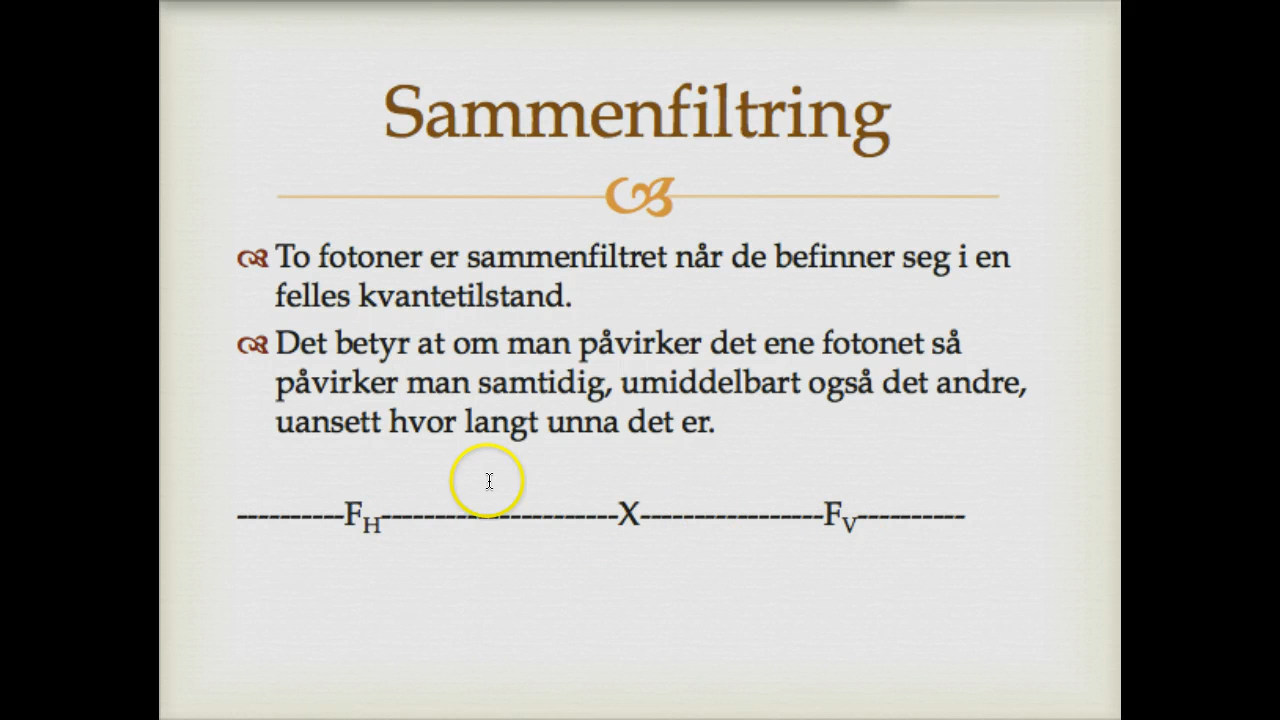 Sammenfiltring
To fotoner er sammenfiltret når de befinner seg i en
felles kvantetilstand.
Det betyr at om man påvirker det ene fotonet så
påvirker man samtidig, umiddelbart også det andre,
uansett hvor langt unna det er.
----------FH----------------------X-----------------FV----------